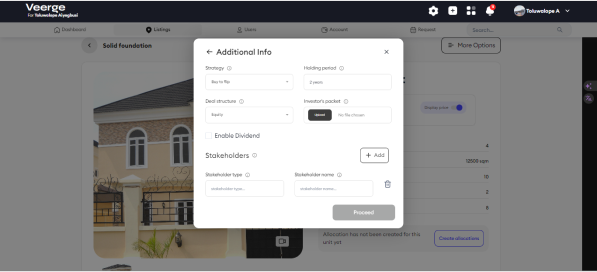 Veerge
For Toluwalope Aiyegbusi
Toluwalope A
Dashboard
Listings
Users
Account
Request
Search...
Solid foundation
More Options
Additional Info
Strategy
Holding period
Buy to flip
2 years
Deal structure
Investor's packet
Equity
Upload
No file chosen
Enable Dividend
Stakeholders
+ Add
Stakeholder type
Stakeholder name
stakeholder type...
stakeholder name...
Proceed
4
12500 sqm
10
2
8
Allocation has not been created for this
unit yet
Create allocations